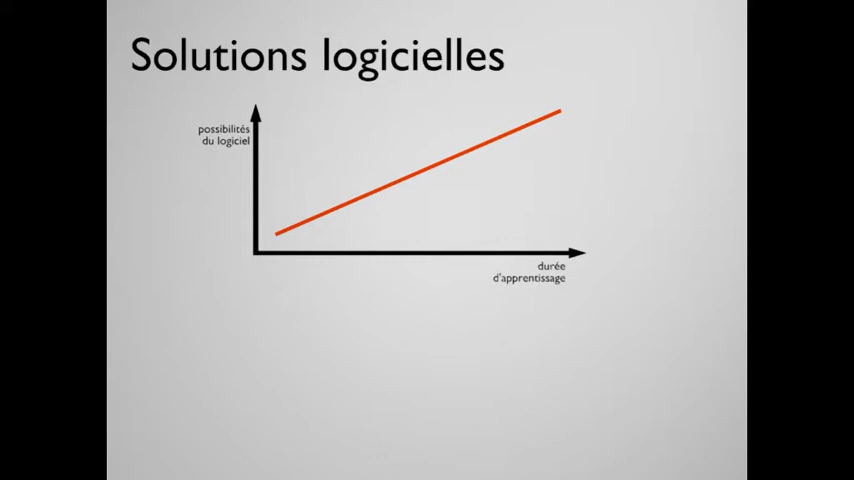 Solutions logicielles
possibilités
du logiciel
durée
d'apprentissage